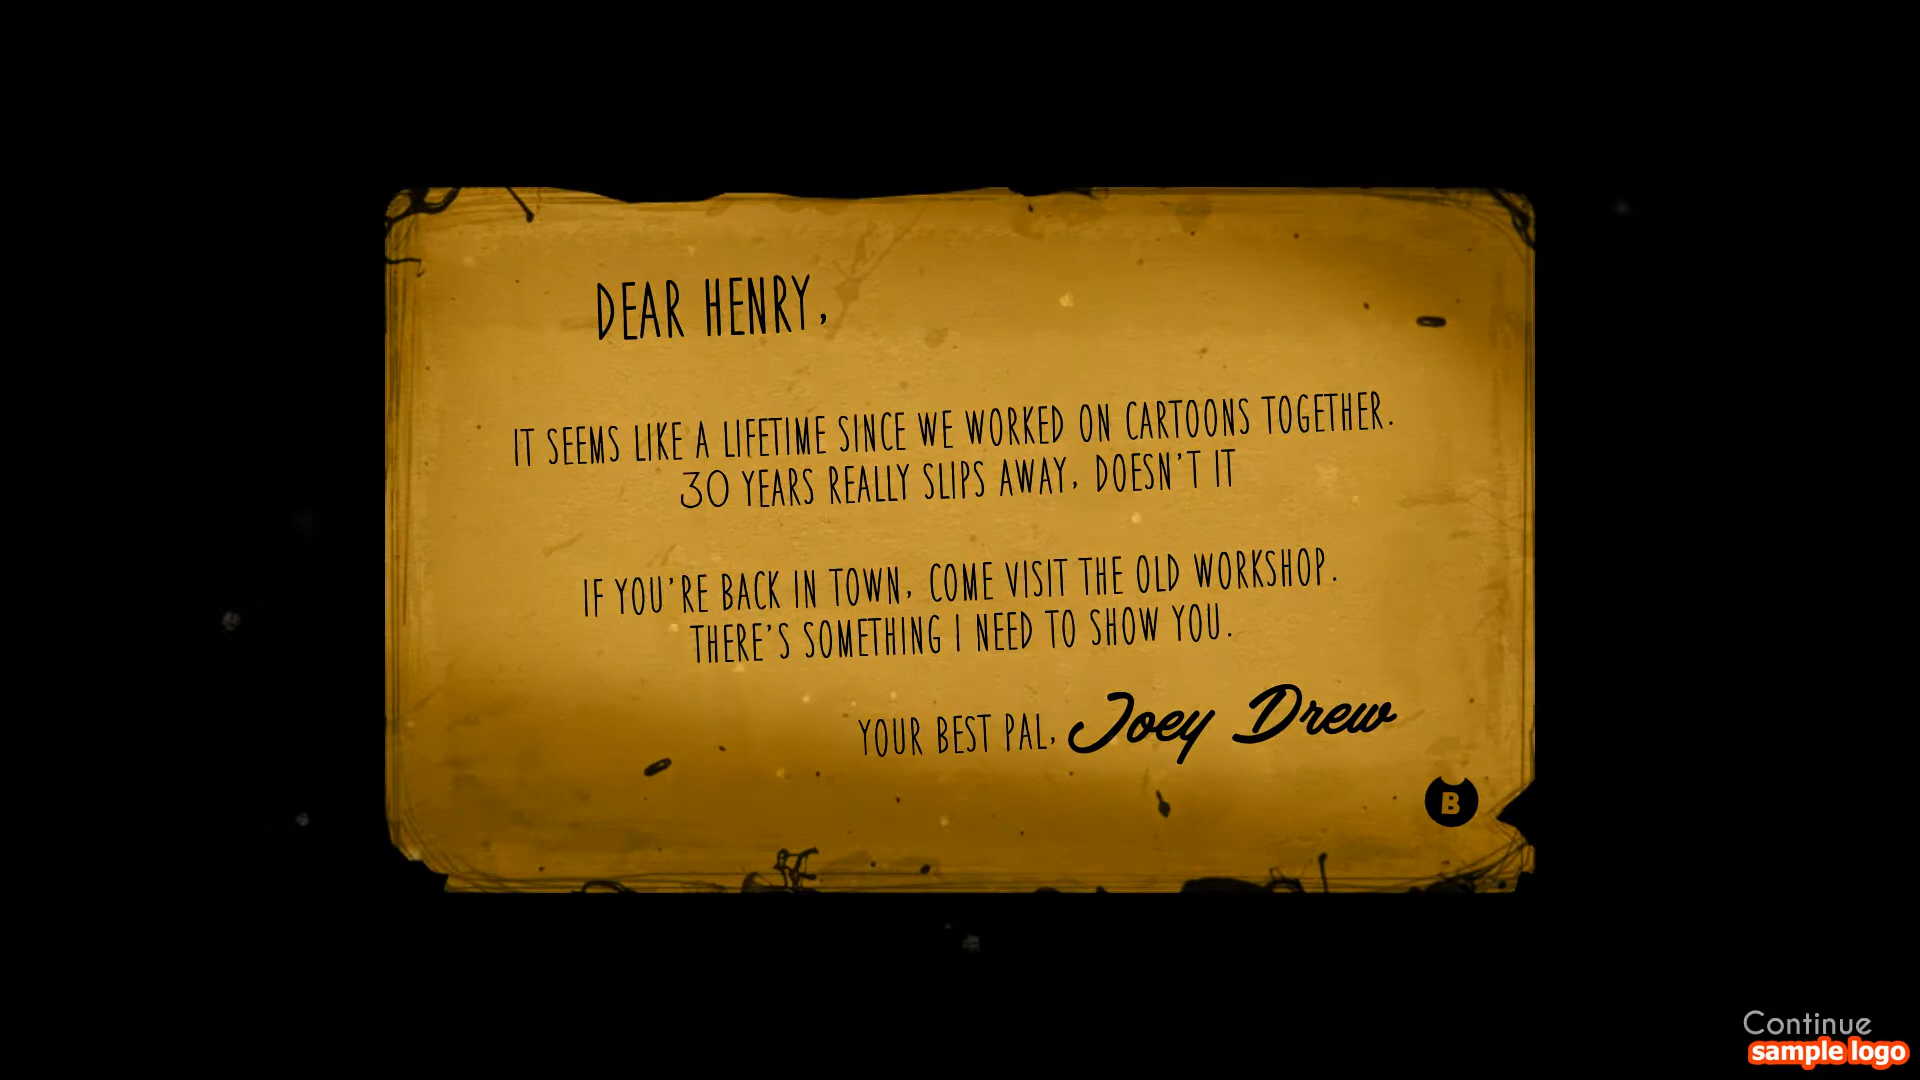 DEAR HENRY,
IT SEEMS LIKE A LIFETIME SINCE WE WORKED ON CARTOONS TOGETHER.
30 YEARS REALLY SLIPS AWAY, DOESN'T IT
IF YOU'RE BACK IN TOWN, COME VISIT THE OLD WORKSHOP.
THERE'S SOMETHING I NEED TO SHOW YOU.
YOUR BEST PAL, Joey Drew
B
Continue
sample logo